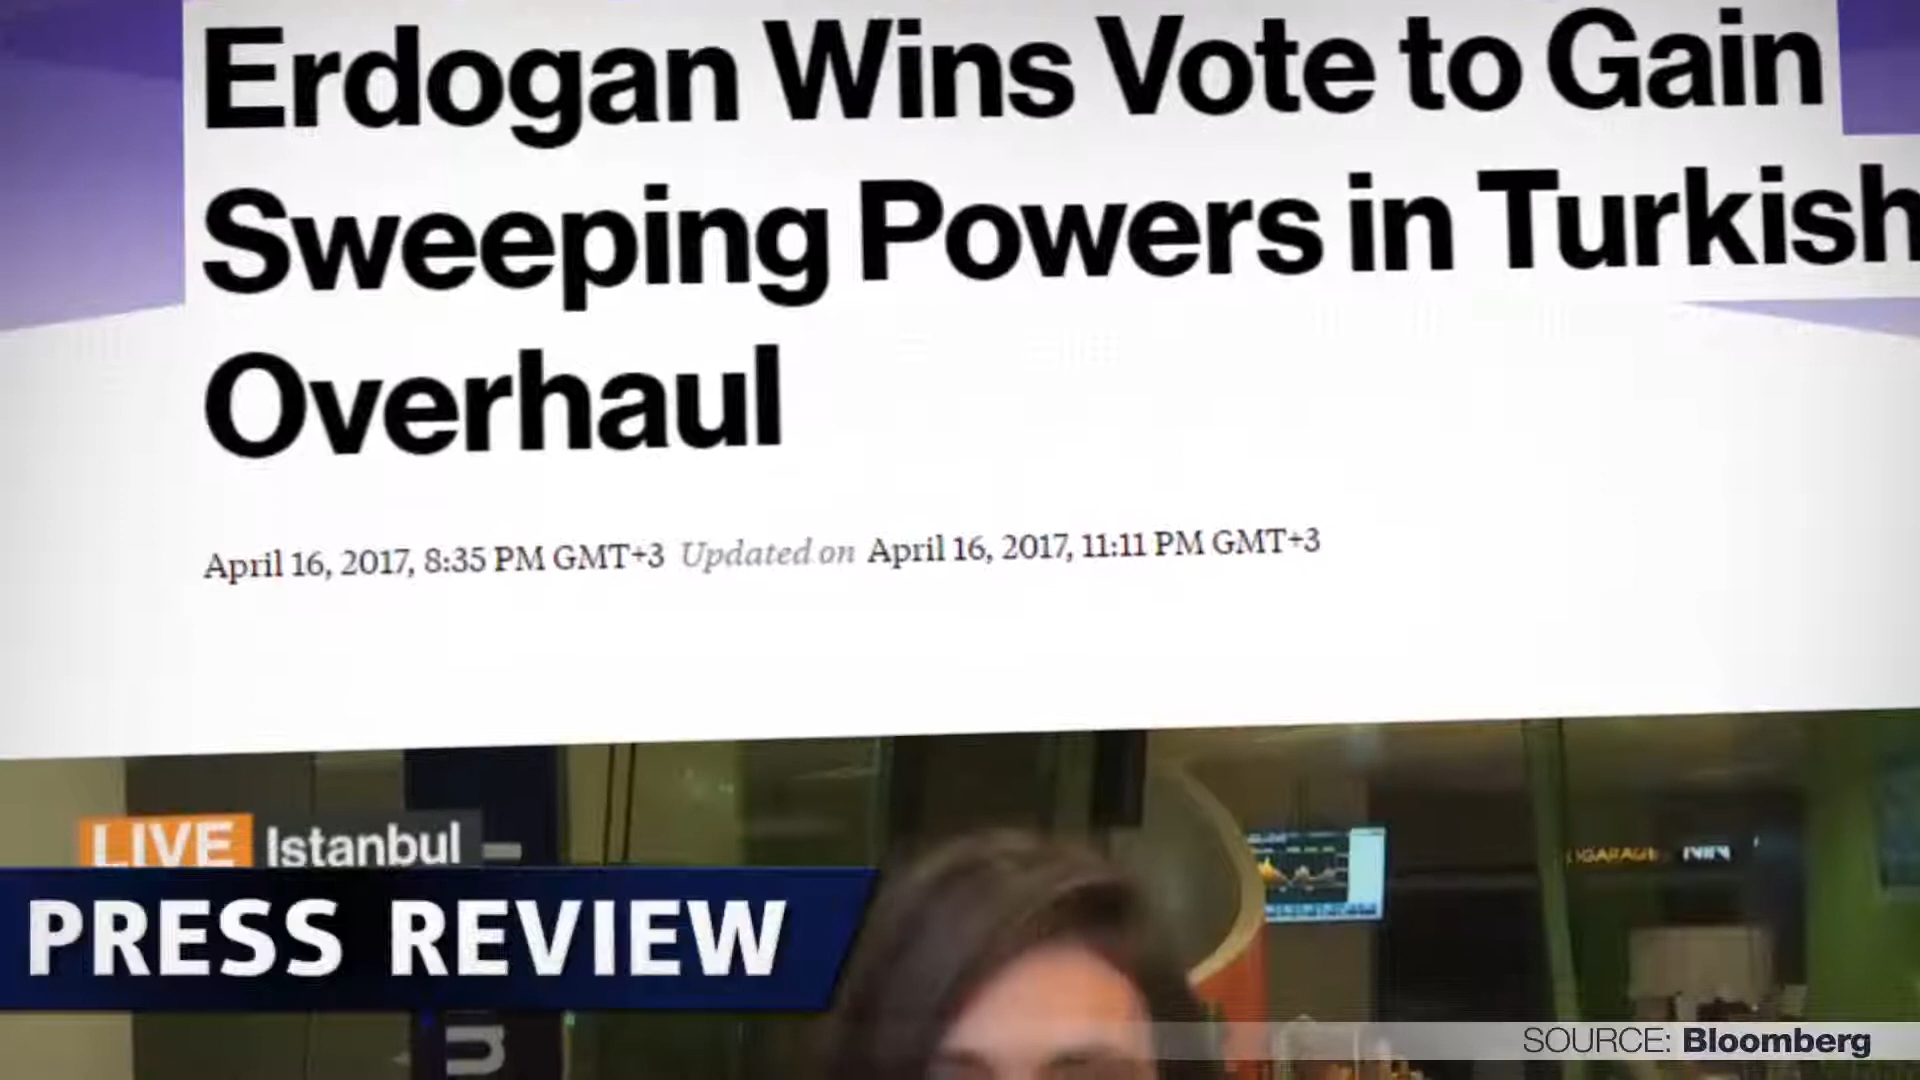 Erdogan Wins Vote to Gain
Sweeping Powers in Turkish
Overhaul
April 16, 2017, 8:35 PM GMT+3 Updated on April 16, 2017, 11:11 PM GMT+3
LIVE Istanbul
PRESS REVIEW
SOURCE: Bloomberg